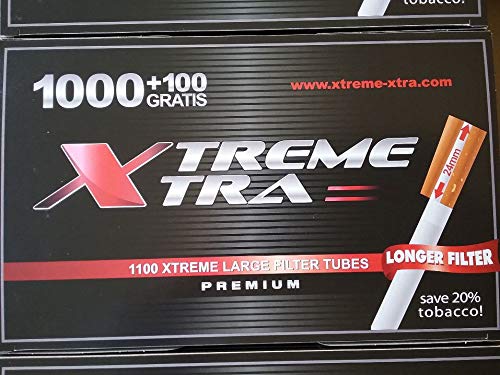 tobacco!
1000 +100
GRATIS
www.xtreme-xtra.com
XTREME
XTRA
24mm
LONGER FILTER
1100 XTREME LARGE FILTER TUBES
PREMIUM
save 20%
tobacco!